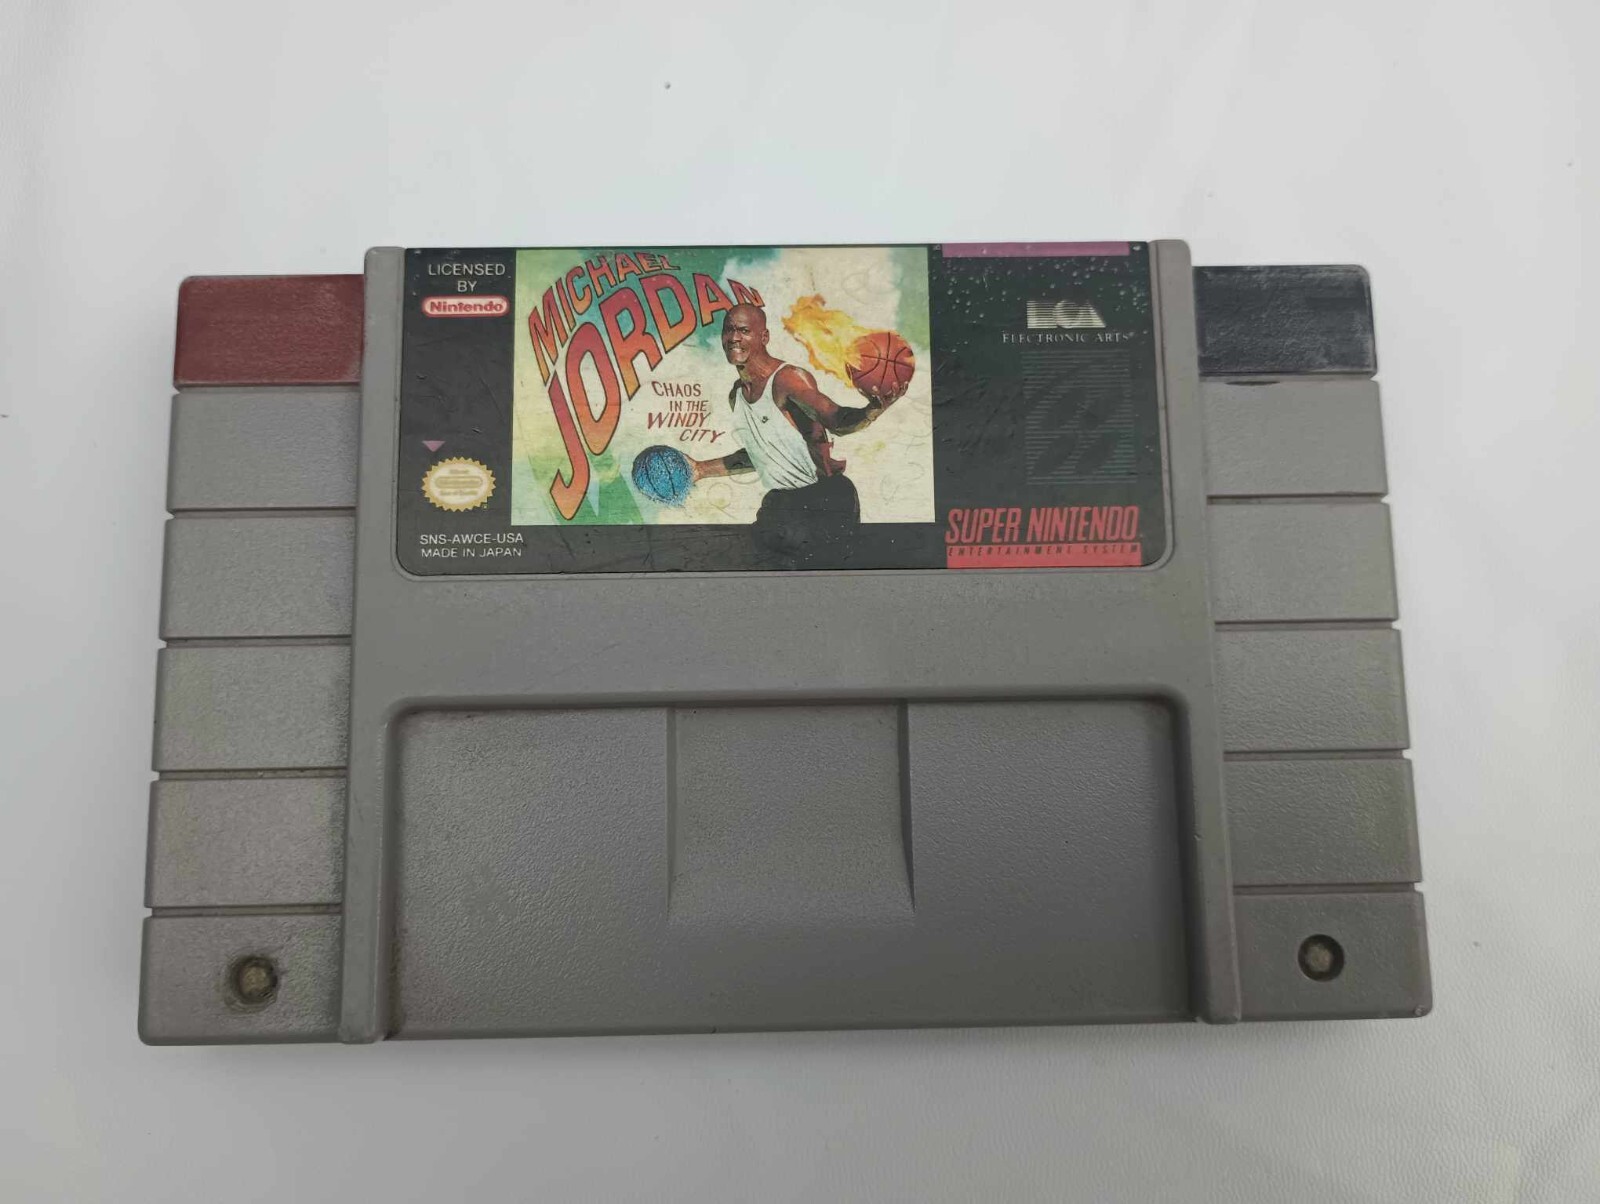 LICENSED
BY
Nintendo
MICHAEL
JORDAN
CHAOS
IN THE
WINDY
CITY
SNS-AWCE-USA
MADE IN JAPAN
EA
ELECTRONIC ARTS®
SUPER NINTENDO
ENTERTAINMENT SYSTEM